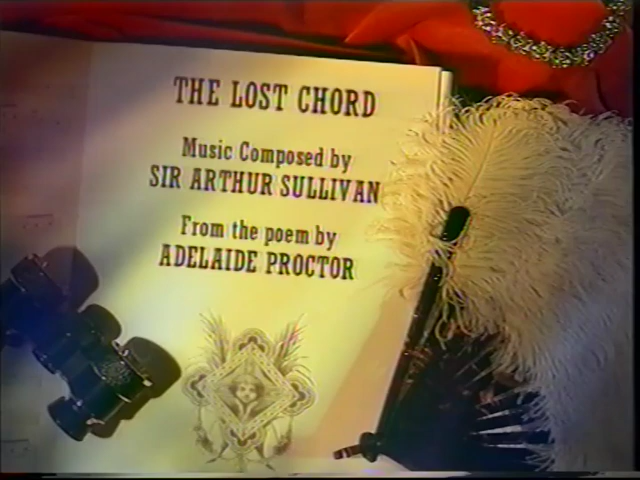 THE LOST CHORD
Music Composed by
SIR ARTHUR SULLIVAN
From the poem by
ADELAIDE PROCTOR